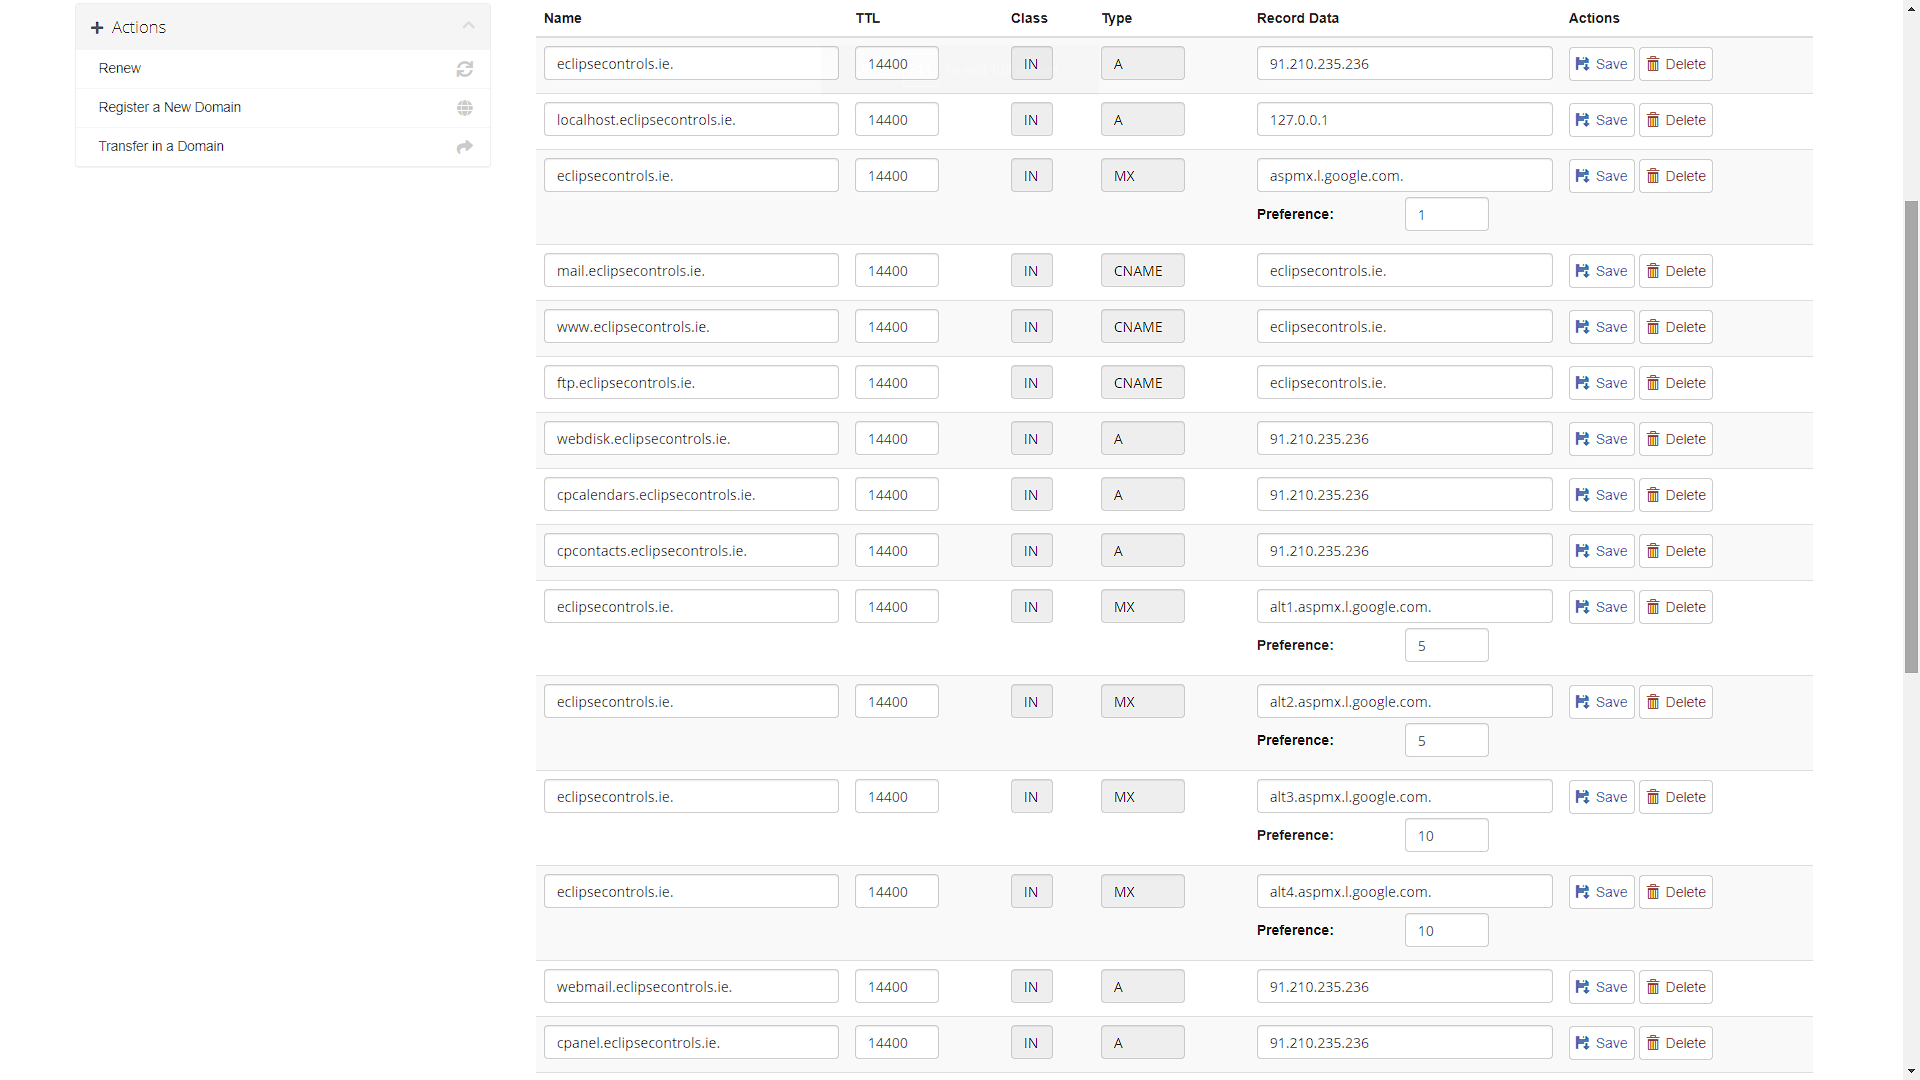 Actions
Renew
Register a New Domain
Transfer in a Domain
Name TTL Class Type Record Data Actions
eclipsecontrols.ie. 14400 IN A 91.210.235.236 Save Delete
localhost.eclipsecontrols.ie. 14400 IN A 127.0.0.1 Save Delete
eclipsecontrols.ie. 14400 IN MX aspmx.l.google.com. Save Delete
Preference: 1
mail.eclipsecontrols.ie. 14400 IN CNAME eclipsecontrols.ie. Save Delete
www.eclipsecontrols.ie. 14400 IN CNAME eclipsecontrols.ie. Save Delete
ftp.eclipsecontrols.ie. 14400 IN CNAME eclipsecontrols.ie. Save Delete
webdisk.eclipsecontrols.ie. 14400 IN A 91.210.235.236 Save Delete
cpcalendars.eclipsecontrols.ie. 14400 IN A 91.210.235.236 Save Delete
cpcontacts.eclipsecontrols.ie. 14400 IN A 91.210.235.236 Save Delete
eclipsecontrols.ie. 14400 IN MX alt1.aspmx.l.google.com. Save Delete
Preference: 5
eclipsecontrols.ie. 14400 IN MX alt2.aspmx.l.google.com. Save Delete
Preference: 5
eclipsecontrols.ie. 14400 IN MX alt3.aspmx.l.google.com. Save Delete
Preference: 10
eclipsecontrols.ie. 14400 IN MX alt4.aspmx.l.google.com. Save Delete
Preference: 10
webmail.eclipsecontrols.ie. 14400 IN A 91.210.235.236 Save Delete
cpanel.eclipsecontrols.ie. 14400 IN A 91.210.235.236 Save Delete